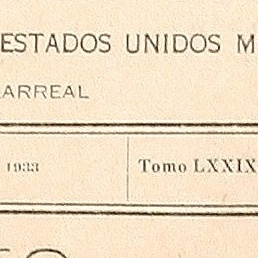 ESTADOS UNIDOS M
ARREAL
1933
Tomo LXXIX